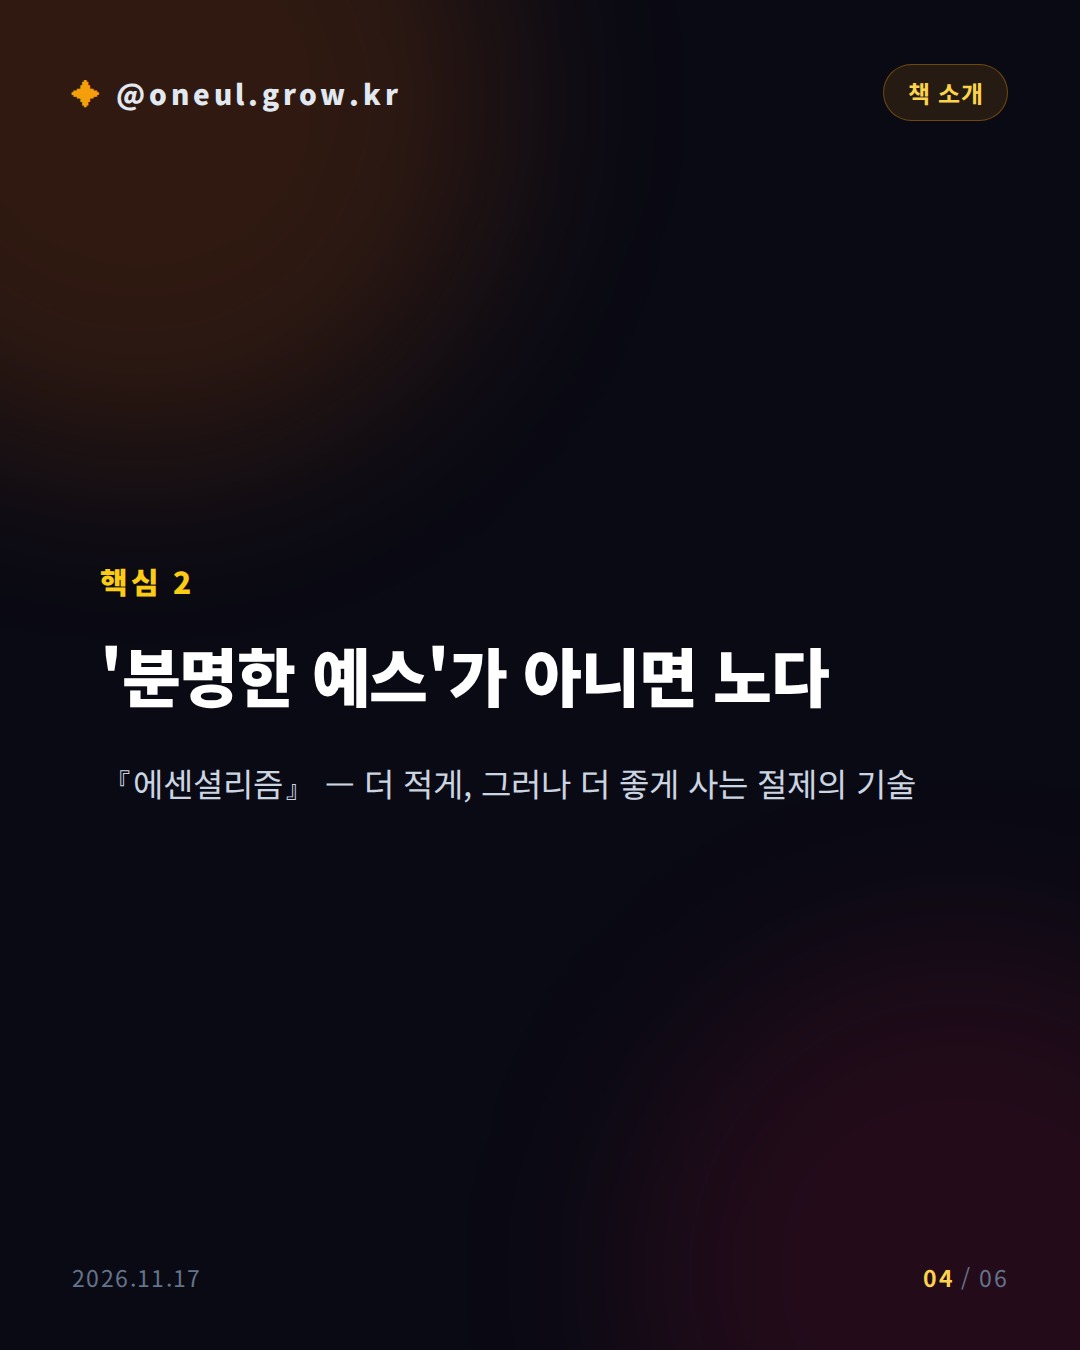 @oneul.grow.kr
책 소개
핵심 2
'분명한 예스'가 아니면 노다
『에센셜리즘』 — 더 적게, 그러나 더 좋게 사는 절제의 기술
2026.11.17
04 / 06